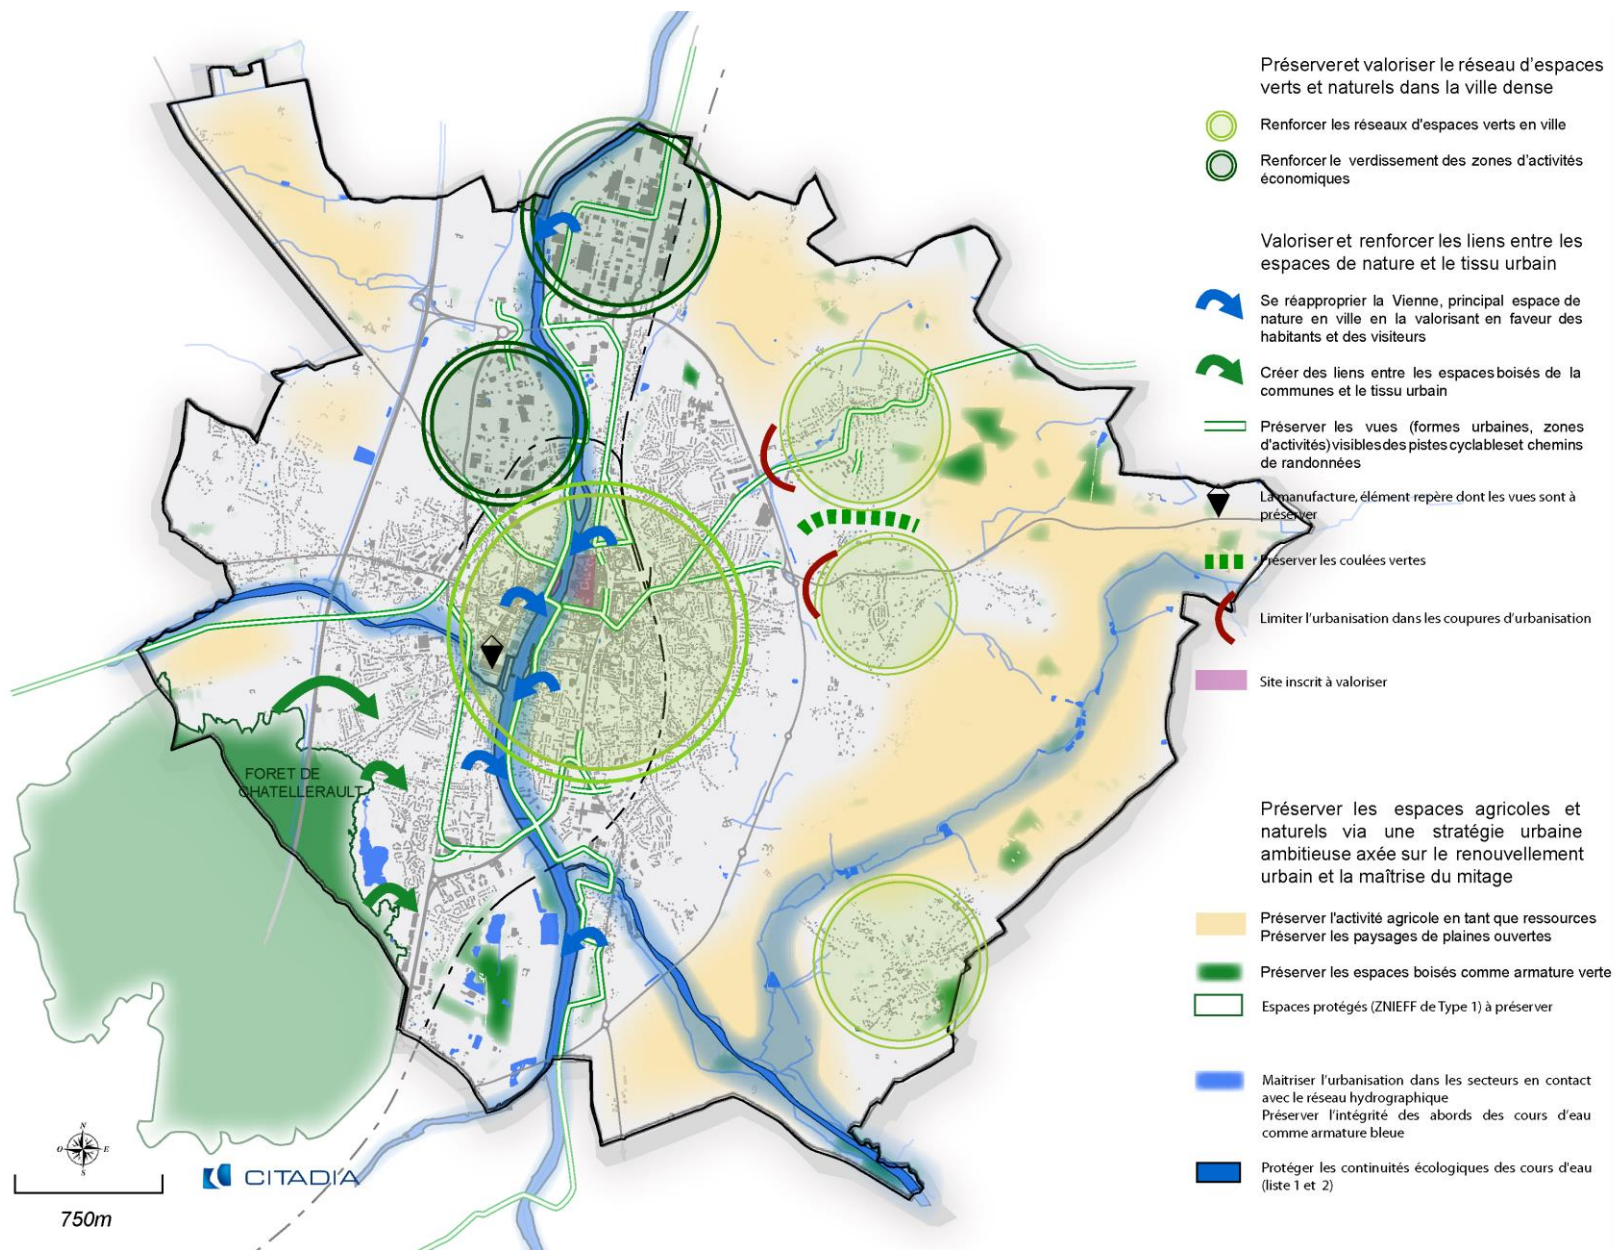 Préserver et valoriser le réseau d'espaces
verts et naturels dans la ville dense
Renforcer les réseaux d'espaces verts en ville
Renforcer le verdissement des zones d'activités
économiques
Valoriser et renforcer les liens entre les
espaces de nature et le tissu urbain
Se réapproprier la Vienne, principal espace de
nature en ville en la valorisant en faveur des
habitants et des visiteurs
Créer des liens entre les espaces boisés de la
communes et le tissu urbain
Préserver les vues (formes urbaines, zones
d'activités) visibles des pistes cyclables et chemins
de randonnées
La manufacture, élément repère dont les vues sont à
préserver
Préserver les coulées vertes
Limiter l'urbanisation dans les coupures d'urbanisation
Site inscrit à valoriser
FORET DE
CHATELLERAULT
Préserver les espaces agricoles et
naturels via une stratégie urbaine
ambitieuse axée sur le renouvellement
urbain et la maîtrise du mitage
Préserver l'activité agricole en tant que ressources
Préserver les paysages de plaines ouvertes
Préserver les espaces boisés comme armature verte
Espaces protégés (ZNIEFF de Type 1) à préserver
Maitriser l'urbanisation dans les secteurs en contact
avec le réseau hydrographique
Préserver l'intégrité des abords des cours d'eau
comme armature bleue
Protéger les continuités écologiques des cours d'eau
(liste 1 et 2)
N
O
E
S
CITADIA
750m